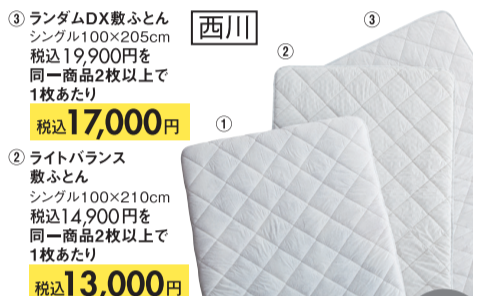 ③ ランダムDX敷ふとん
シングル100×205cm
税込19,900円を
同一商品2枚以上で
1枚あたり
税込17,000円
② ライトバランス
敷ふとん
シングル100×210cm
税込14,900円を
同一商品2枚以上で
1枚あたり
税込13,000円
西川
③
②
①